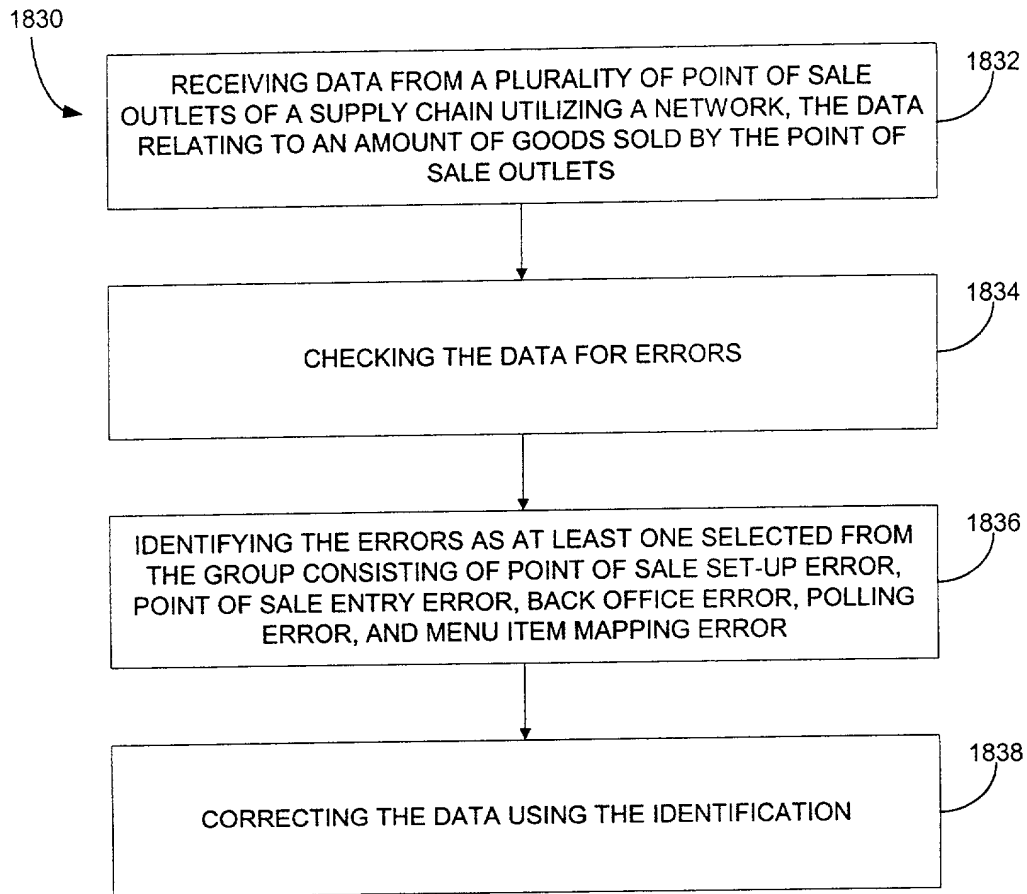 1830
RECEIVING DATA FROM A PLURALITY OF POINT OF SALE
OUTLETS OF A SUPPLY CHAIN UTILIZING A NETWORK, THE DATA
RELATING TO AN AMOUNT OF GOODS SOLD BY THE POINT OF
SALE OUTLETS
1832
CHECKING THE DATA FOR ERRORS
1834
IDENTIFYING THE ERRORS AS AT LEAST ONE SELECTED FROM
THE GROUP CONSISTING OF POINT OF SALE SET-UP ERROR,
POINT OF SALE ENTRY ERROR, BACK OFFICE ERROR, POLLING
ERROR, AND MENU ITEM MAPPING ERROR
1836
CORRECTING THE DATA USING THE IDENTIFICATION
1838